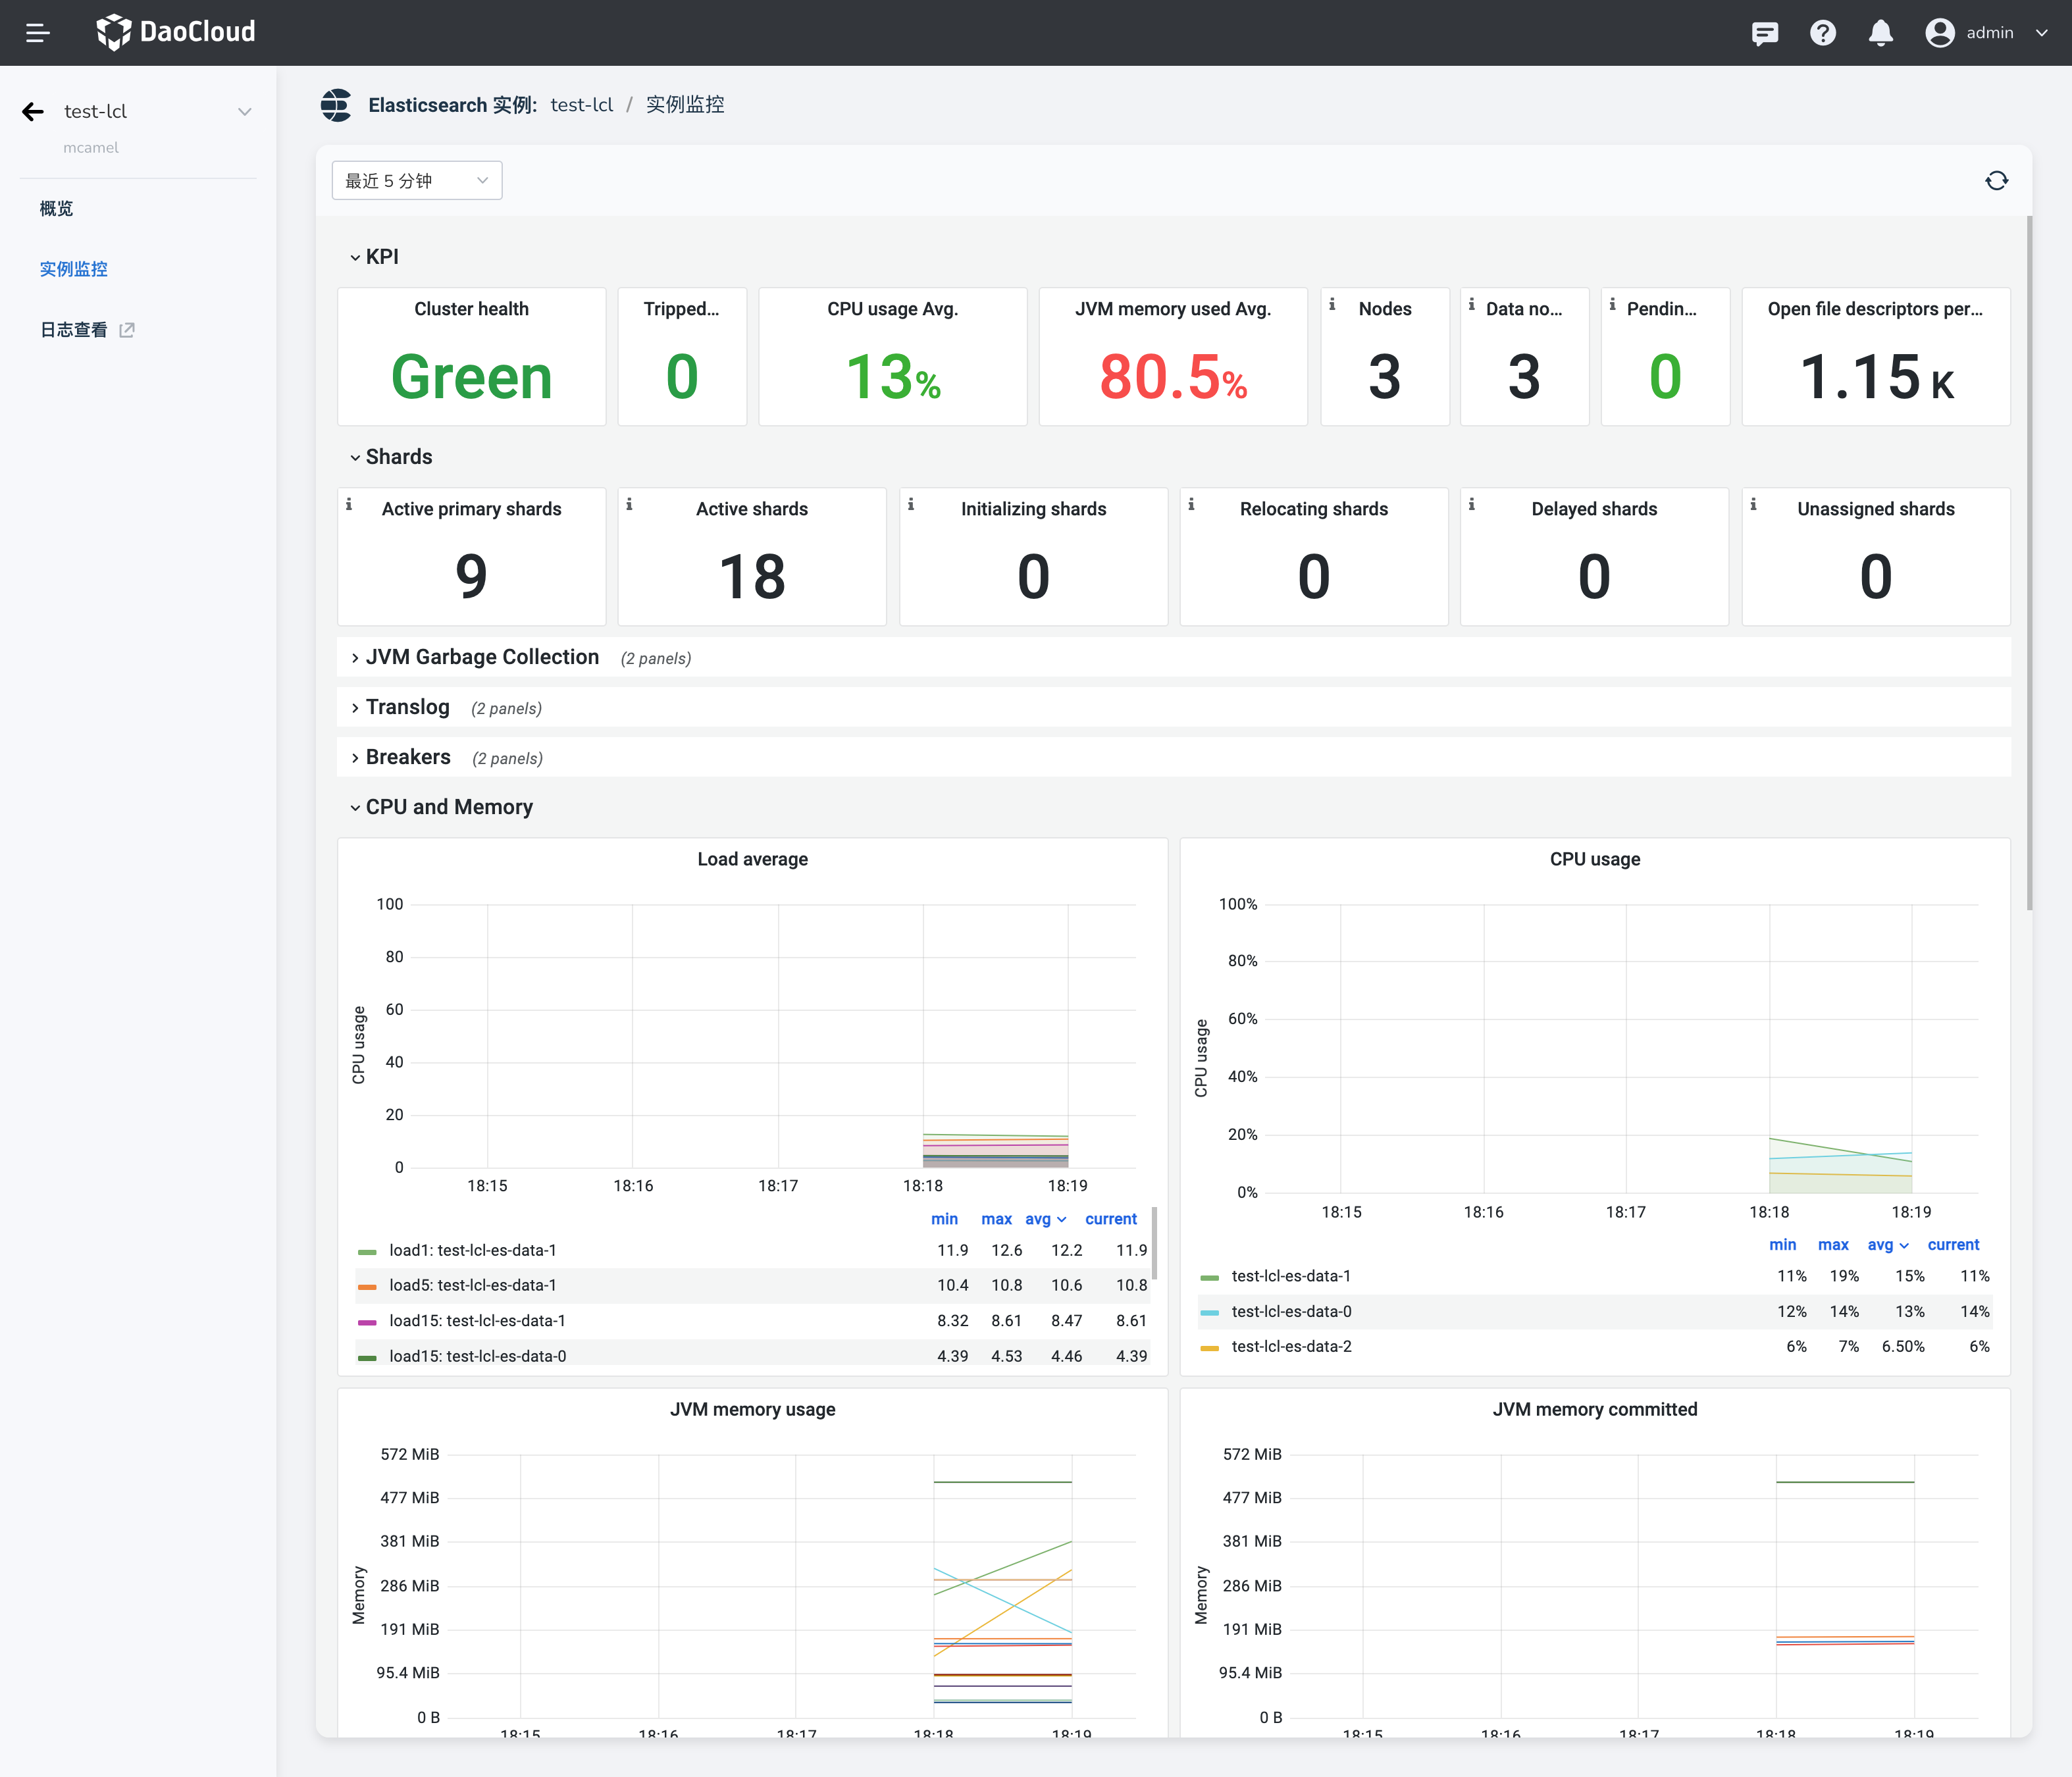 DaoCloud
admin
test-lcl
mcamel
概览
实例监控
日志查看
Elasticsearch 实例: test-lcl / 实例监控
最近 5 分钟
KPI
Cluster health
Green
Tripped...
0
CPU usage Avg.
13%
JVM memory used Avg.
80.5%
Nodes
3
Data no...
3
Pendin...
0
Open file descriptors per...
1.15 K
Shards
Active primary shards
9
Active shards
18
Initializing shards
0
Relocating shards
0
Delayed shards
0
Unassigned shards
0
JVM Garbage Collection (2 panels)
Translog (2 panels)
Breakers (2 panels)
CPU and Memory
Load average
CPU usage
100
80
60
40
20
0
18:15 18:16 18:17 18:18 18:19
min max avg current
load1: test-lcl-es-data-1 11.9 12.6 12.2 11.9
load5: test-lcl-es-data-1 10.4 10.8 10.6 10.8
load15: test-lcl-es-data-1 8.32 8.61 8.47 8.61
load15: test-lcl-es-data-0 4.39 4.53 4.46 4.39
CPU usage
CPU usage
100%
80%
60%
40%
20%
0%
18:15 18:16 18:17 18:18 18:19
min max avg current
test-lcl-es-data-1 11% 19% 15% 11%
test-lcl-es-data-0 12% 14% 13% 14%
test-lcl-es-data-2 6% 7% 6.50% 6%
JVM memory usage
Memory
572 MiB
477 MiB
381 MiB
286 MiB
191 MiB
95.4 MiB
0 B
18:15 18:16 18:17 18:18 18:19
JVM memory committed
Memory
572 MiB
477 MiB
381 MiB
286 MiB
191 MiB
95.4 MiB
0 B
18:15 18:16 18:17 18:18 18:19